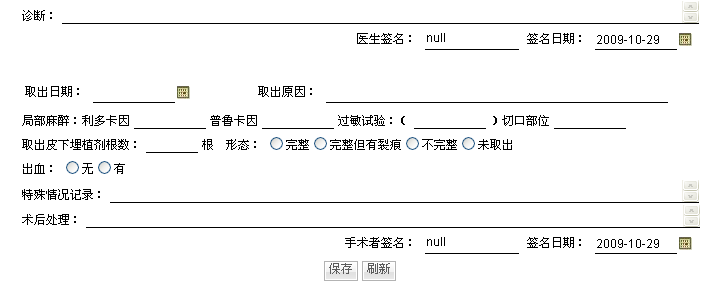 诊断：
医生签名： null 签名日期： 2009-10-29
取出日期： 取出原因：
局部麻醉：利多卡因 普鲁卡因 过敏试验：（ ）切口部位
取出皮下埋植剂根数： 根 形态： 完整 完整但有裂痕 不完整 未取出
出血： 无 有
特殊情况记录：
术后处理：
手术者签名： null 签名日期： 2009-10-29
保存 刷新